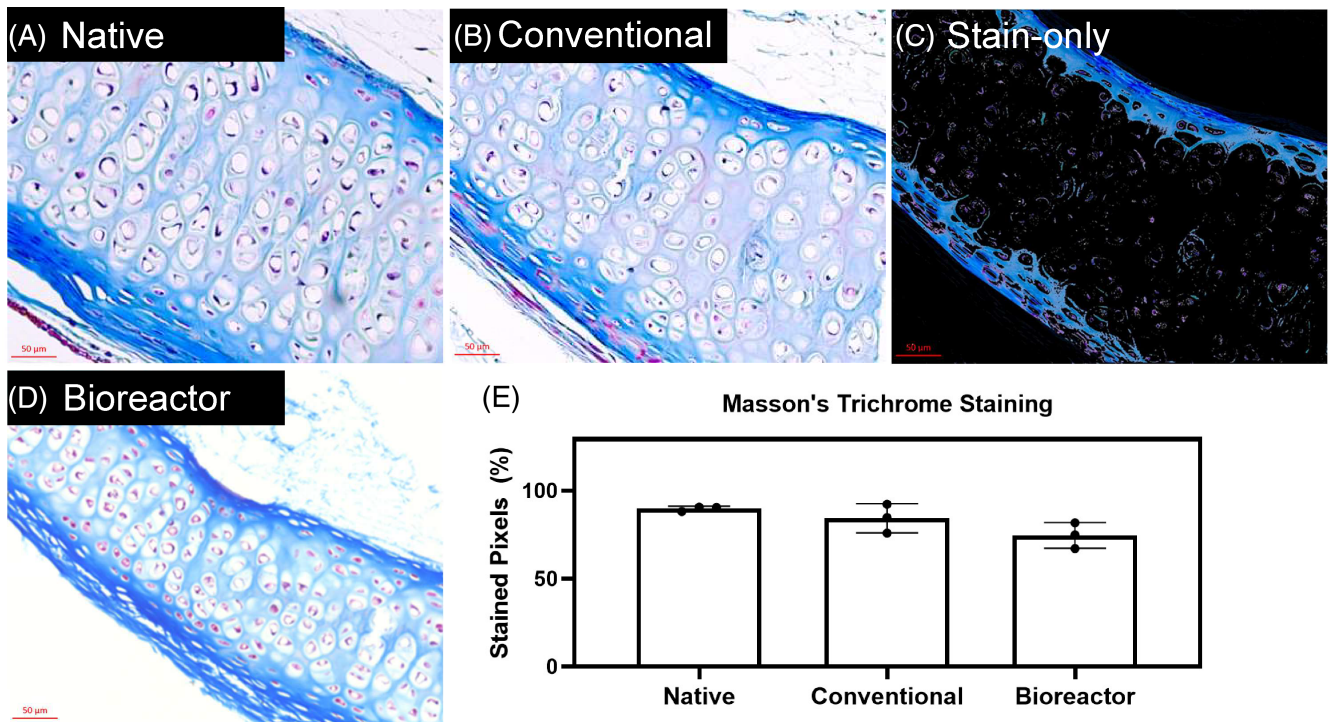 (A) Native
(B) Conventional
(C) Stain-only
50 µm
50 µm
50 µm
(D) Bioreactor
50 µm
(E)
Masson's Trichrome Staining
Stained Pixels (%)
100
50
0
Native
Conventional
Bioreactor